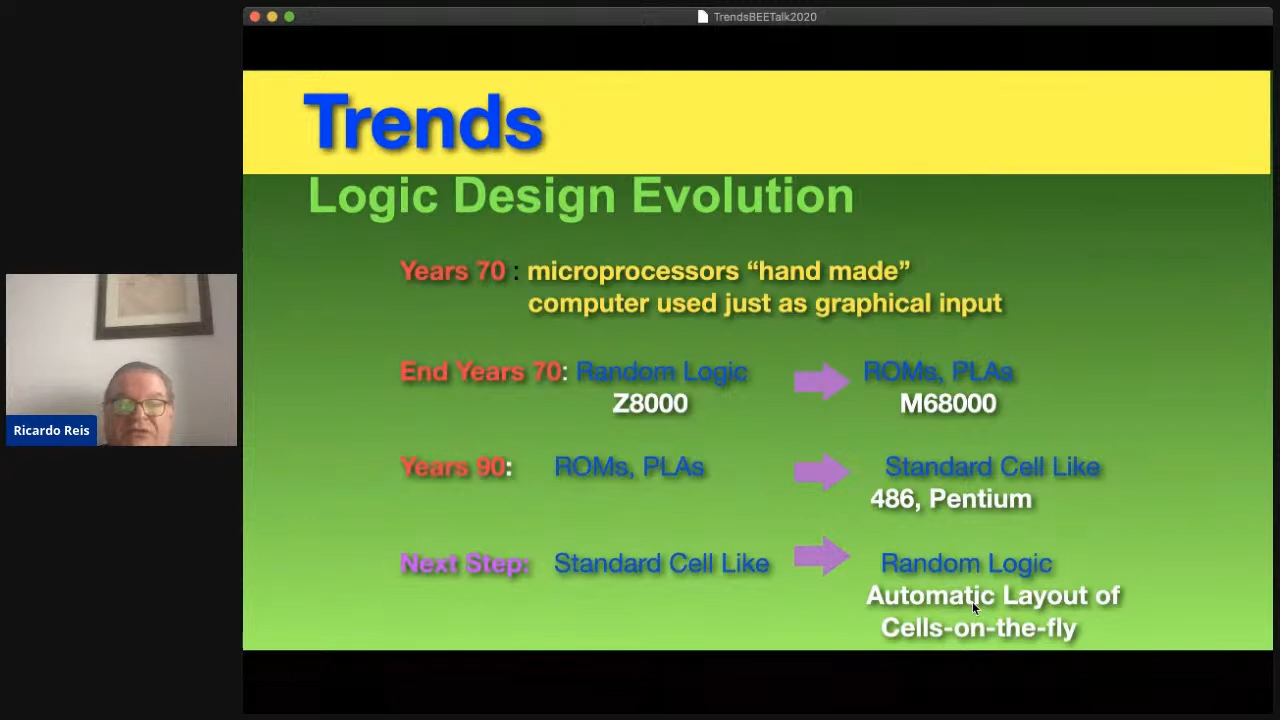 TrendsBEETalk2020
Trends
Logic Design Evolution
Years 70 : microprocessors “hand made”
computer used just as graphical input
End Years 70: Random Logic ROMs, PLAs
Z8000 M68000
Years 90: ROMs, PLAs Standard Cell Like
486, Pentium
Next Step: Standard Cell Like Random Logic
Automatic Layout of
Cells-on-the-fly
Ricardo Reis